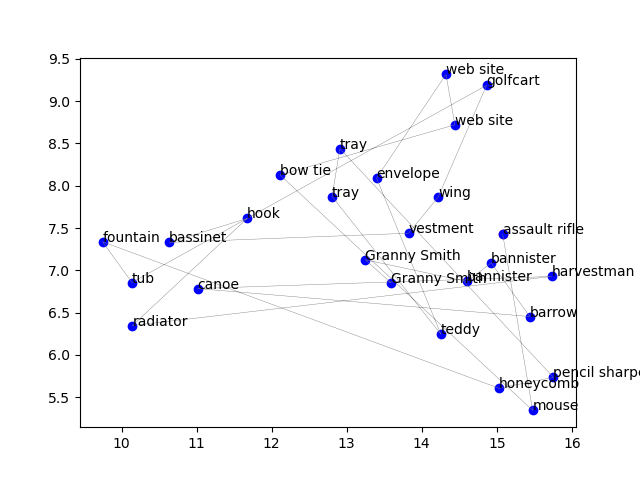 9.5
web site
golfcart
9.0
web site
8.5
tray
bow tie
envelope
8.0
tray
wing
hook
7.5
fountain
bassinet
vestment
assault rifle
Granny Smith
bannister
7.0
tub
canoe
Granny Smith
bannister
harvestman
6.5
radiator
teddy
barrow
6.0
pencil sharpe
honeycomb
5.5
mouse
10
11
12
13
14
15
16